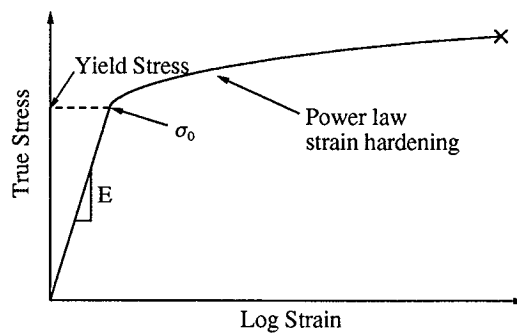 Yield Stress
σ₀
Power law
strain hardening
E
True Stress
Log Strain